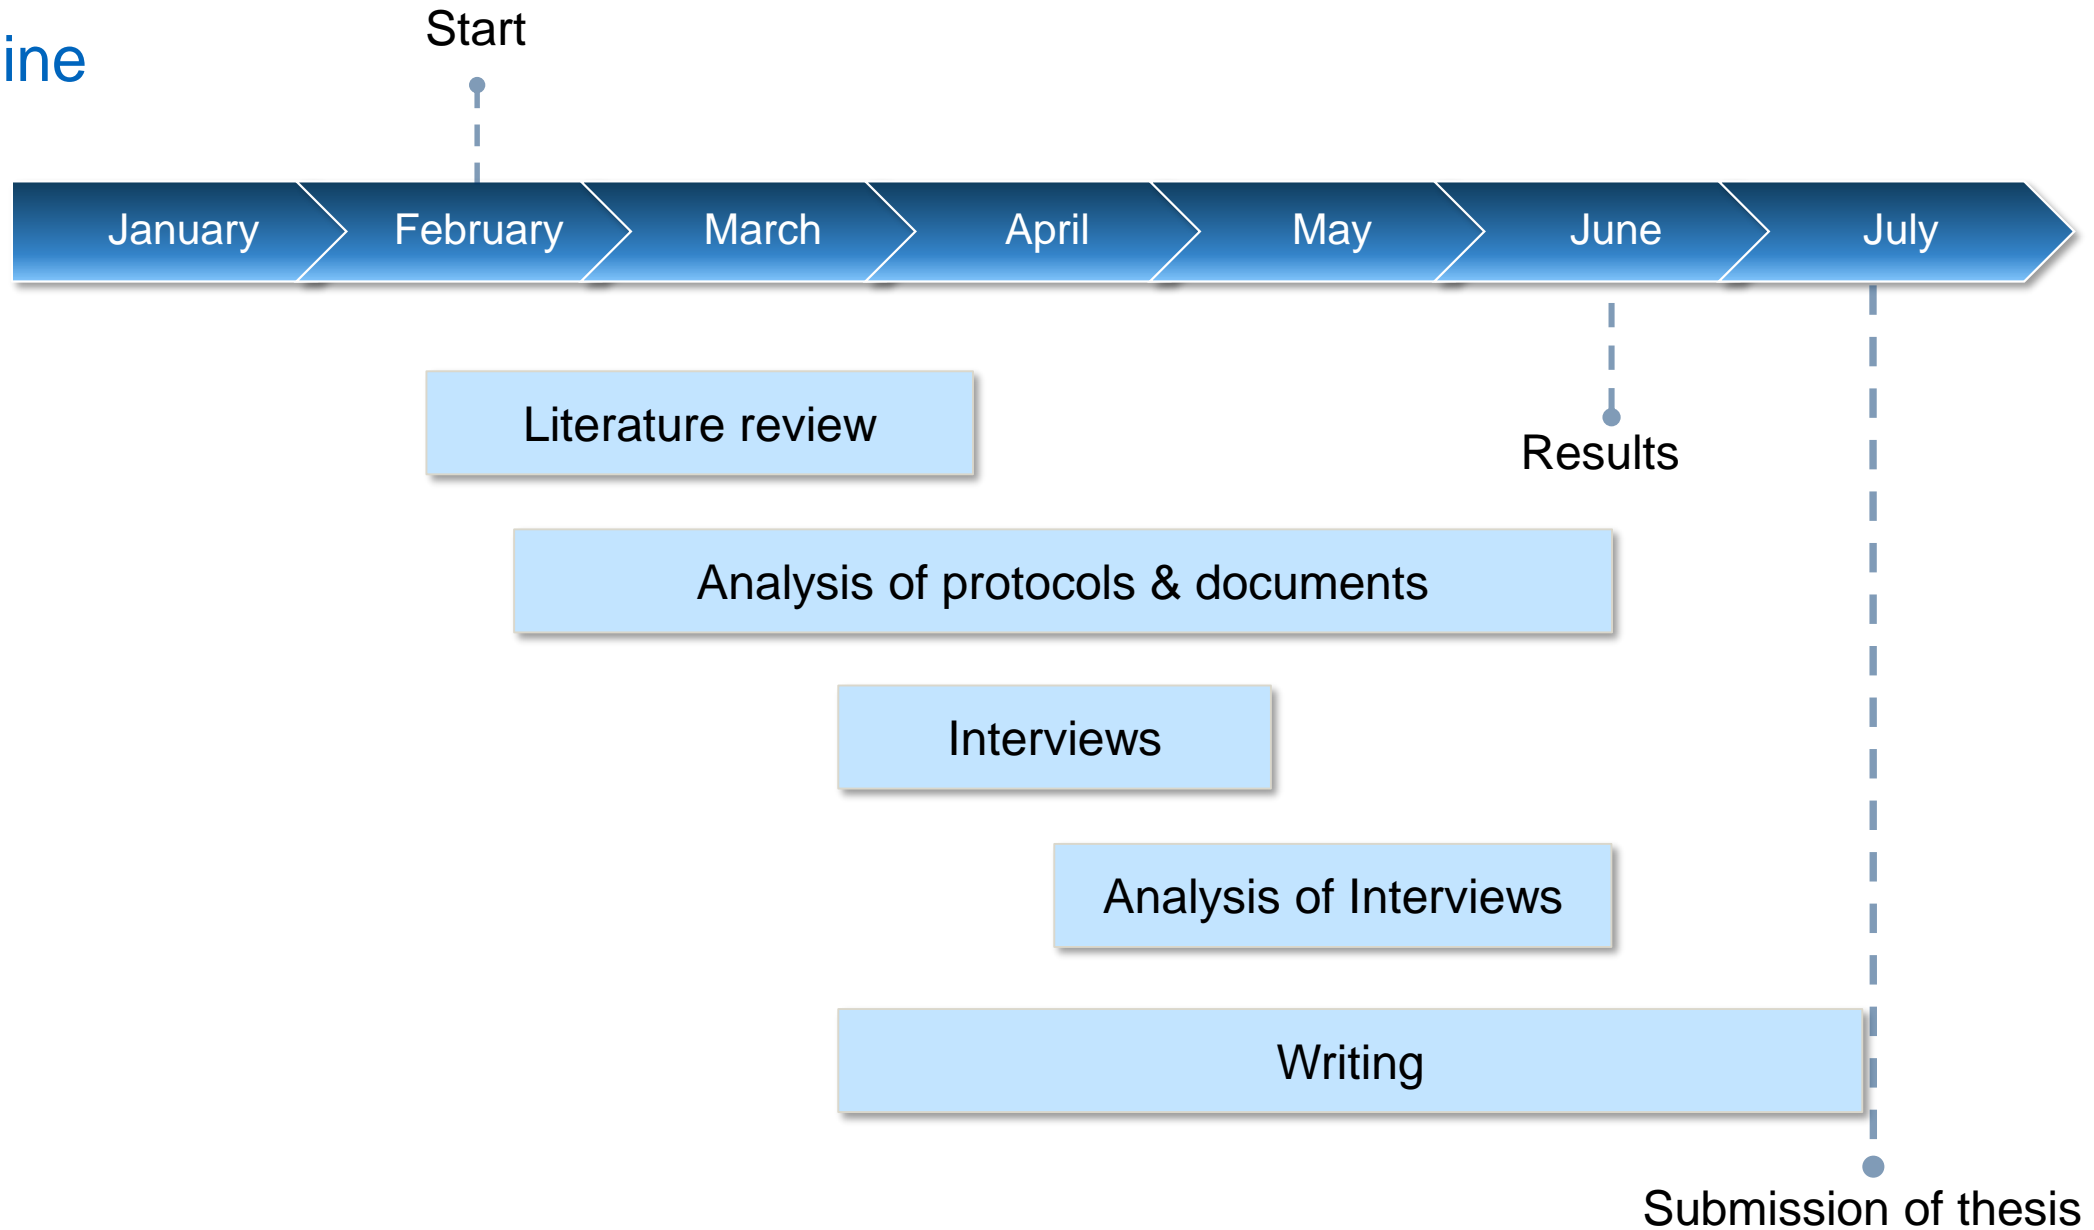 Start
ine
January February March April May June July
Literature review
Results
Analysis of protocols & documents
Interviews
Analysis of Interviews
Writing
Submission of thesis